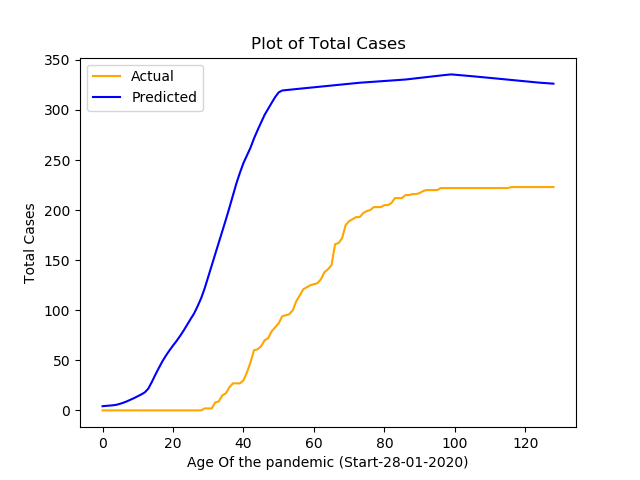 Plot of Total Cases
Actual
Predicted
350
300
250
200
150
100
50
0
Total Cases
0 20 40 60 80 100 120
Age Of the pandemic (Start-28-01-2020)